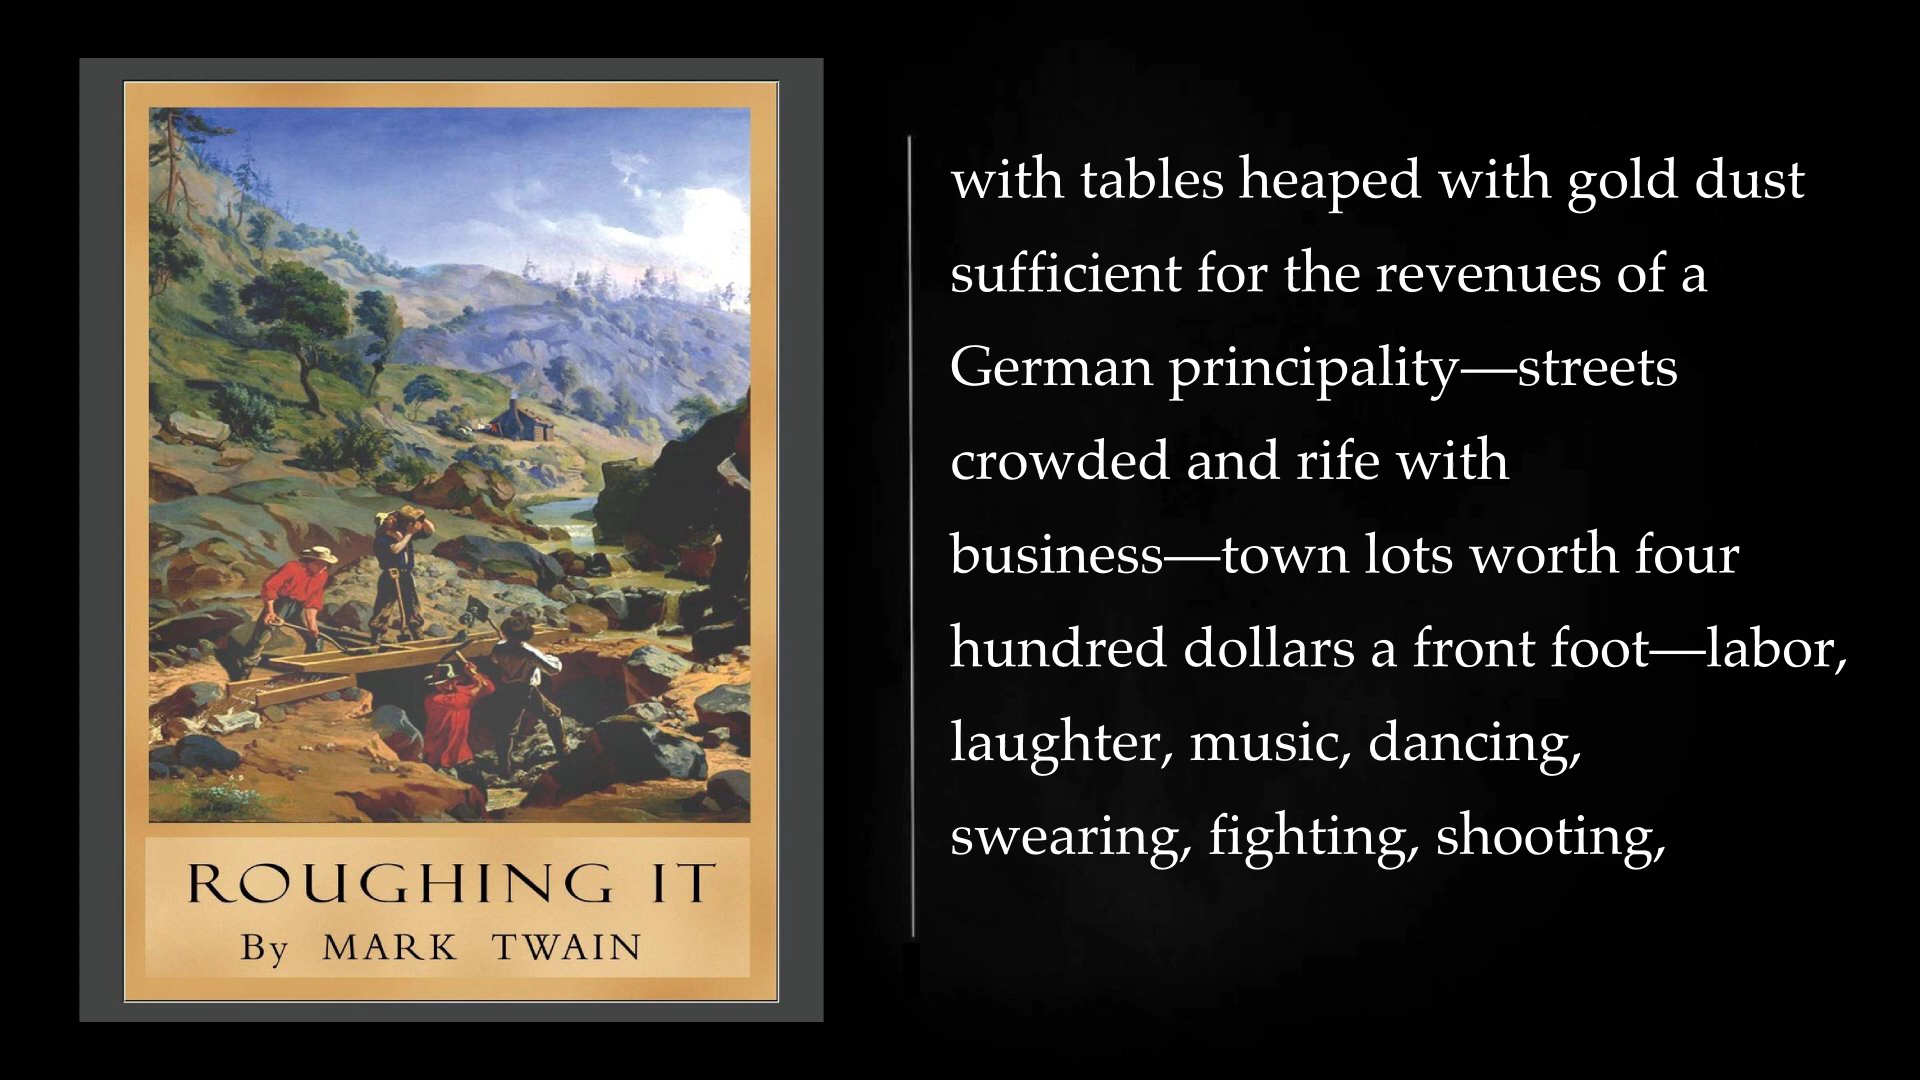 ROUGHING IT
By MARK TWAIN
with tables heaped with gold dust
sufficient for the revenues of a
German principality—streets
crowded and rife with
business—town lots worth four
hundred dollars a front foot—labor,
laughter, music, dancing,
swearing, fighting, shooting,